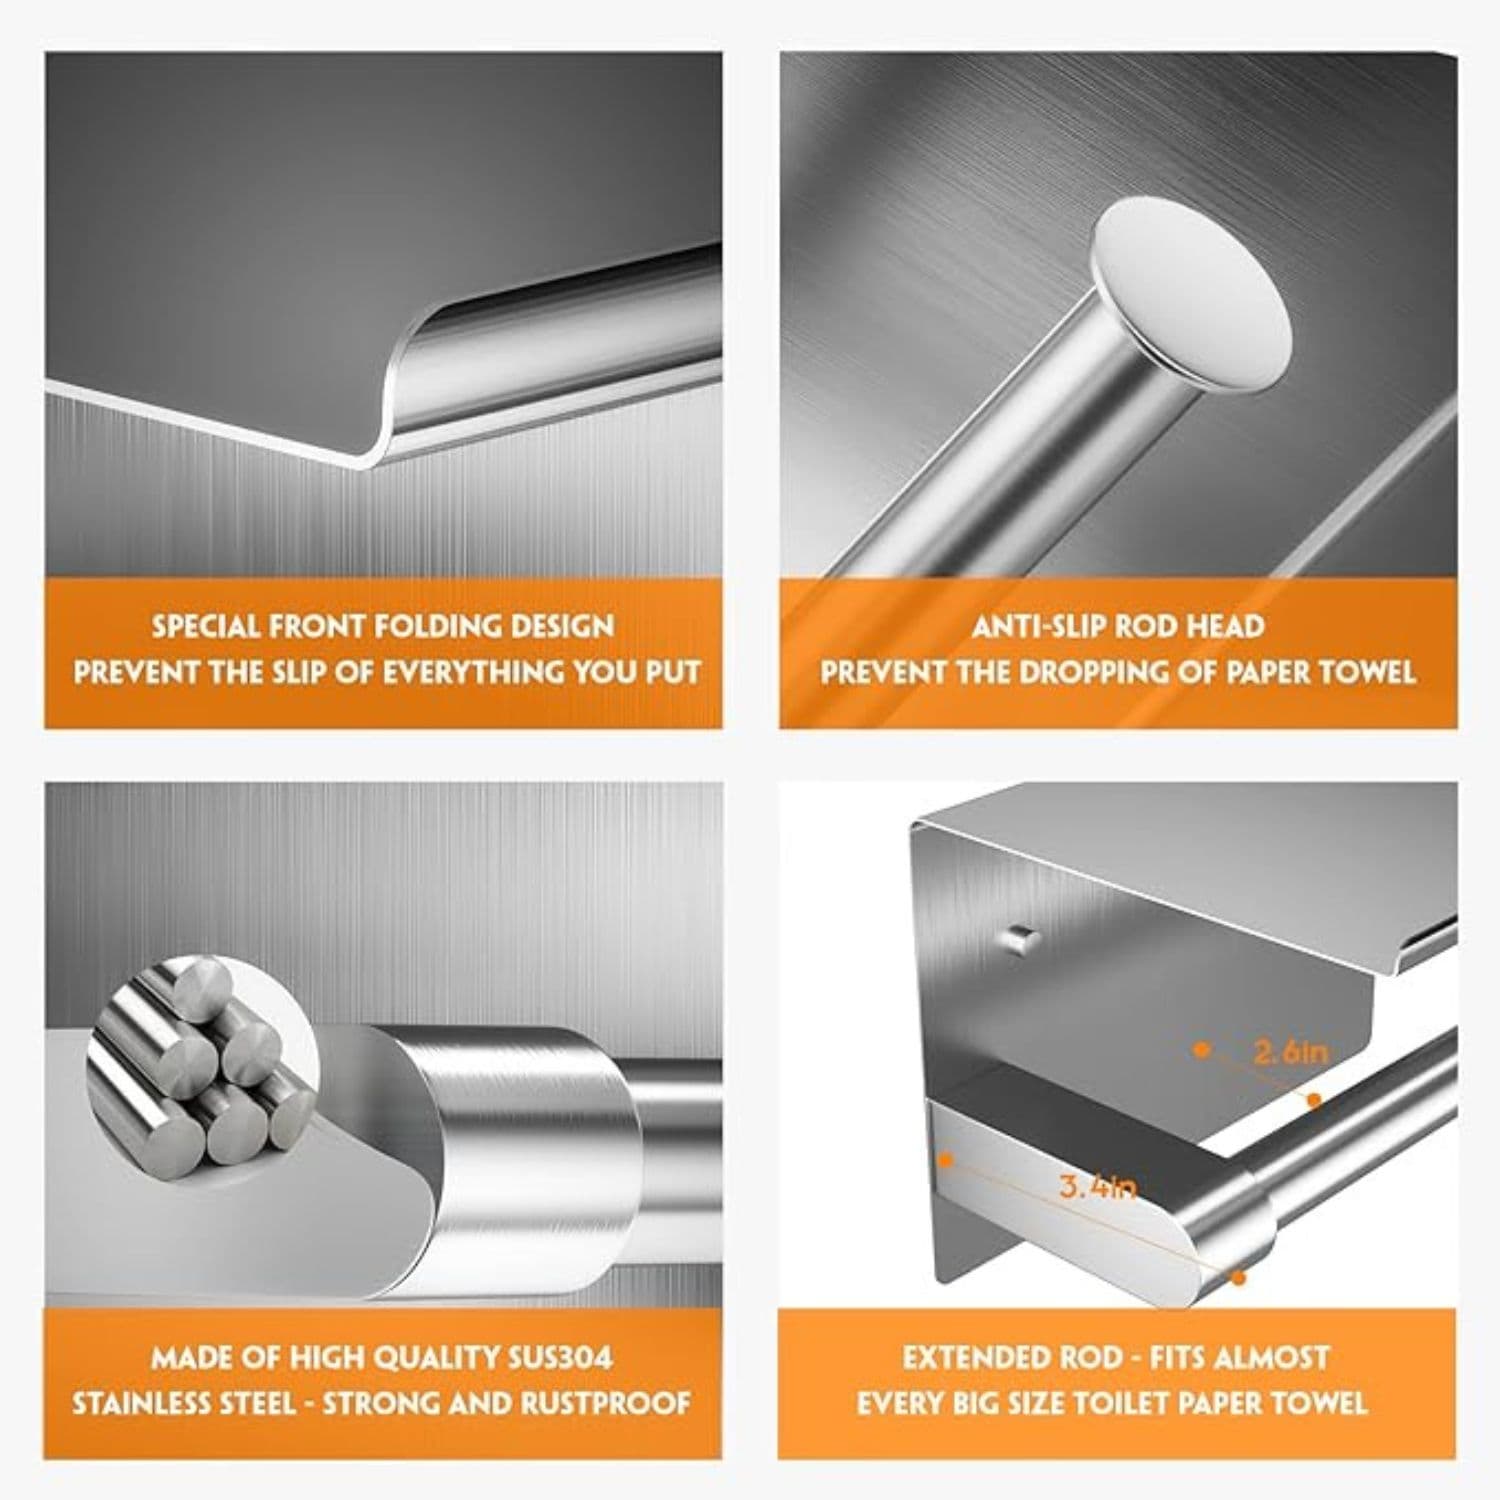 SPECIAL FRONT FOLDING DESIGN
PREVENT THE SLIP OF EVERYTHING YOU PUT
ANTI-SLIP ROD HEAD
PREVENT THE DROPPING OF PAPER TOWEL
MADE OF HIGH QUALITY SUS304
STAINLESS STEEL - STRONG AND RUSTPROOF
2.6in
3.4in
EXTENDED ROD - FITS ALMOST
EVERY BIG SIZE TOILET PAPER TOWEL